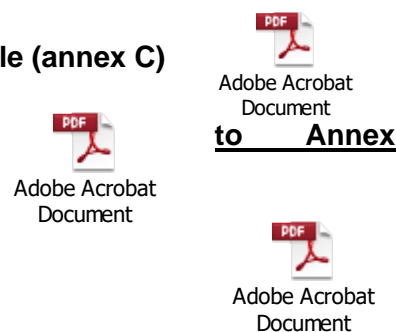 PDF
le (annex C)
Adobe Acrobat
Document
to Annex
PDF
Adobe Acrobat
Document
PDF
Adobe Acrobat
Document